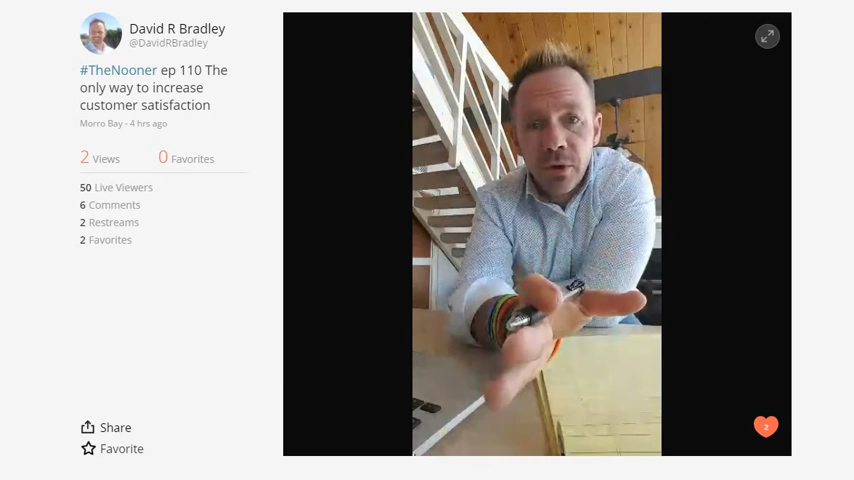 David R Bradley
@DavidRBradley
#TheNooner ep 110 The
only way to increase
customer satisfaction
Morro Bay - 4 hrs ago
2 Views 0 Favorites
50 Live Viewers
6 Comments
2 Restreams
2 Favorites
Share
Favorite
2